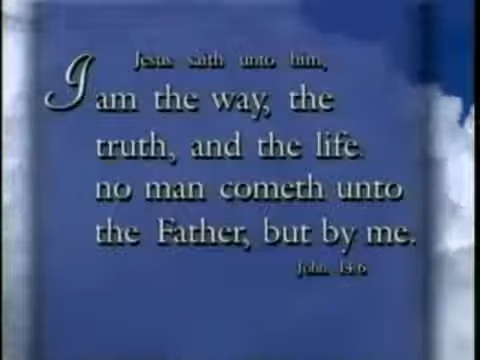 Jesus saith unto him,
I am the way, the
truth, and the life
no man cometh unto
the Father, but by me.
John 14:6